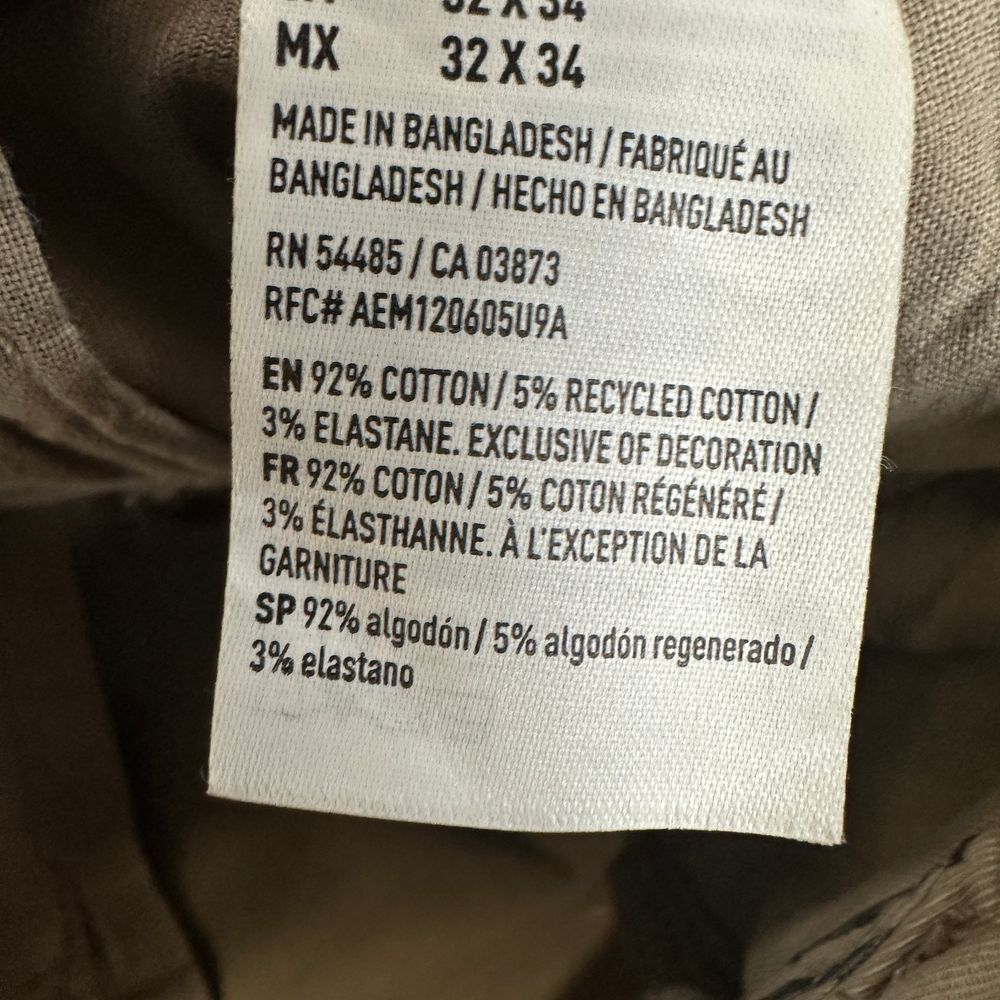 32 X 34
MX 32 X 34
MADE IN BANGLADESH / FABRIQUÉ AU
BANGLADESH / HECHO EN BANGLADESH
RN 54485 / CA 03873
RFC# AEM120605U9A
EN 92% COTTON / 5% RECYCLED COTTON /
3% ELASTANE. EXCLUSIVE OF DECORATION
FR 92% COTON / 5% COTON RÉGÉNÉRÉ /
3% ÉLASTHANNE. À L'EXCEPTION DE LA
GARNITURE
SP 92% algodón / 5% algodón regenerado /
3% elastano